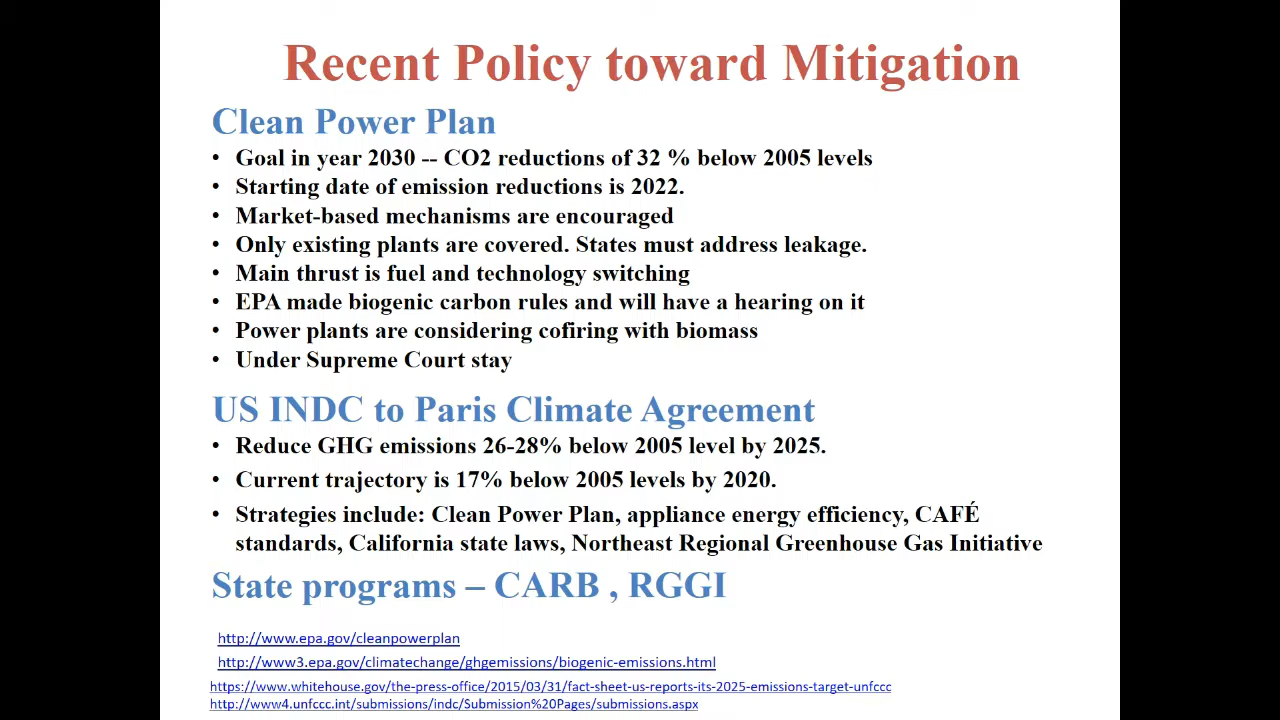 Recent Policy toward Mitigation
Clean Power Plan
• Goal in year 2030 -- CO2 reductions of 32 % below 2005 levels
• Starting date of emission reductions is 2022.
• Market-based mechanisms are encouraged
• Only existing plants are covered. States must address leakage.
• Main thrust is fuel and technology switching
• EPA made biogenic carbon rules and will have a hearing on it
• Power plants are considering cofiring with biomass
• Under Supreme Court stay
US INDC to Paris Climate Agreement
• Reduce GHG emissions 26-28% below 2005 level by 2025.
• Current trajectory is 17% below 2005 levels by 2020.
• Strategies include: Clean Power Plan, appliance energy efficiency, CAFÉ
standards, California state laws, Northeast Regional Greenhouse Gas Initiative
State programs – CARB , RGGI
http://www.epa.gov/cleanpowerplan
http://www3.epa.gov/climatechange/ghgemissions/biogenic-emissions.html
https://www.whitehouse.gov/the-press-office/2015/03/31/fact-sheet-us-reports-its-2025-emissions-target-unfccc
http://www4.unfccc.int/submissions/indc/Submission%20Pages/submissions.aspx